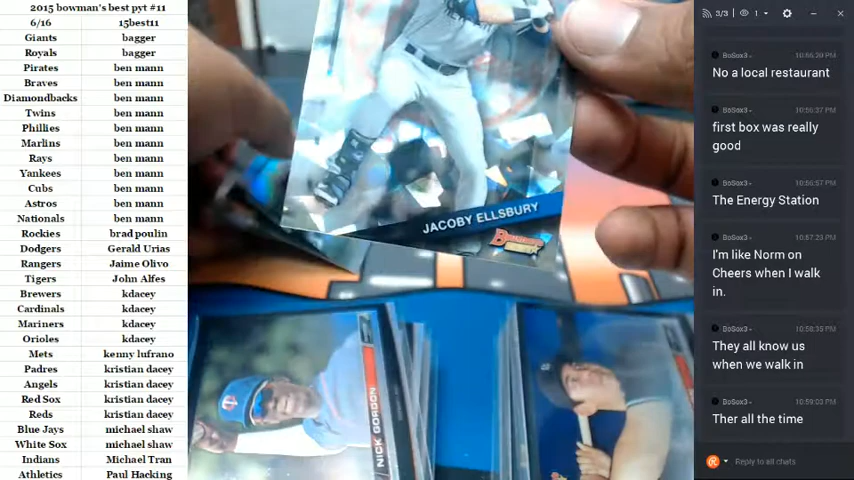 2015 bowman's best pyt #11
6/16 15best11
Giants bagger
Royals bagger
Pirates ben mann
Braves ben mann
Diamondbacks ben mann
Twins ben mann
Phillies ben mann
Marlins ben mann
Rays ben mann
Yankees ben mann
Cubs ben mann
Astros ben mann
Nationals ben mann
Rockies brad poulin
Dodgers Gerald Urias
Rangers Jaime Olivo
Tigers John Alfes
Brewers kdacey
Cardinals kdacey
Mariners kdacey
Orioles kdacey
Mets kenny lufrano
Padres kristian dacey
Angels kristian dacey
Red Sox kristian dacey
Reds kristian dacey
Blue Jays michael shaw
White Sox michael shaw
Indians Michael Tran
Athletics Paul Hacking
JACOBY ELLSBURY
BOWMAN'S
BEST
NICK GORDON
3/3 1
BoSox3 10:56:20 PM
No a local restaurant
BoSox3 10:56:37 PM
first box was really
good
BoSox3 10:56:57 PM
The Energy Station
BoSox3 10:57:23 PM
I'm like Norm on
Cheers when I walk
in.
BoSox3 10:58:35 PM
They all know us
when we walk in
BoSox3 10:59:03 PM
Ther all the time
Reply to all chats